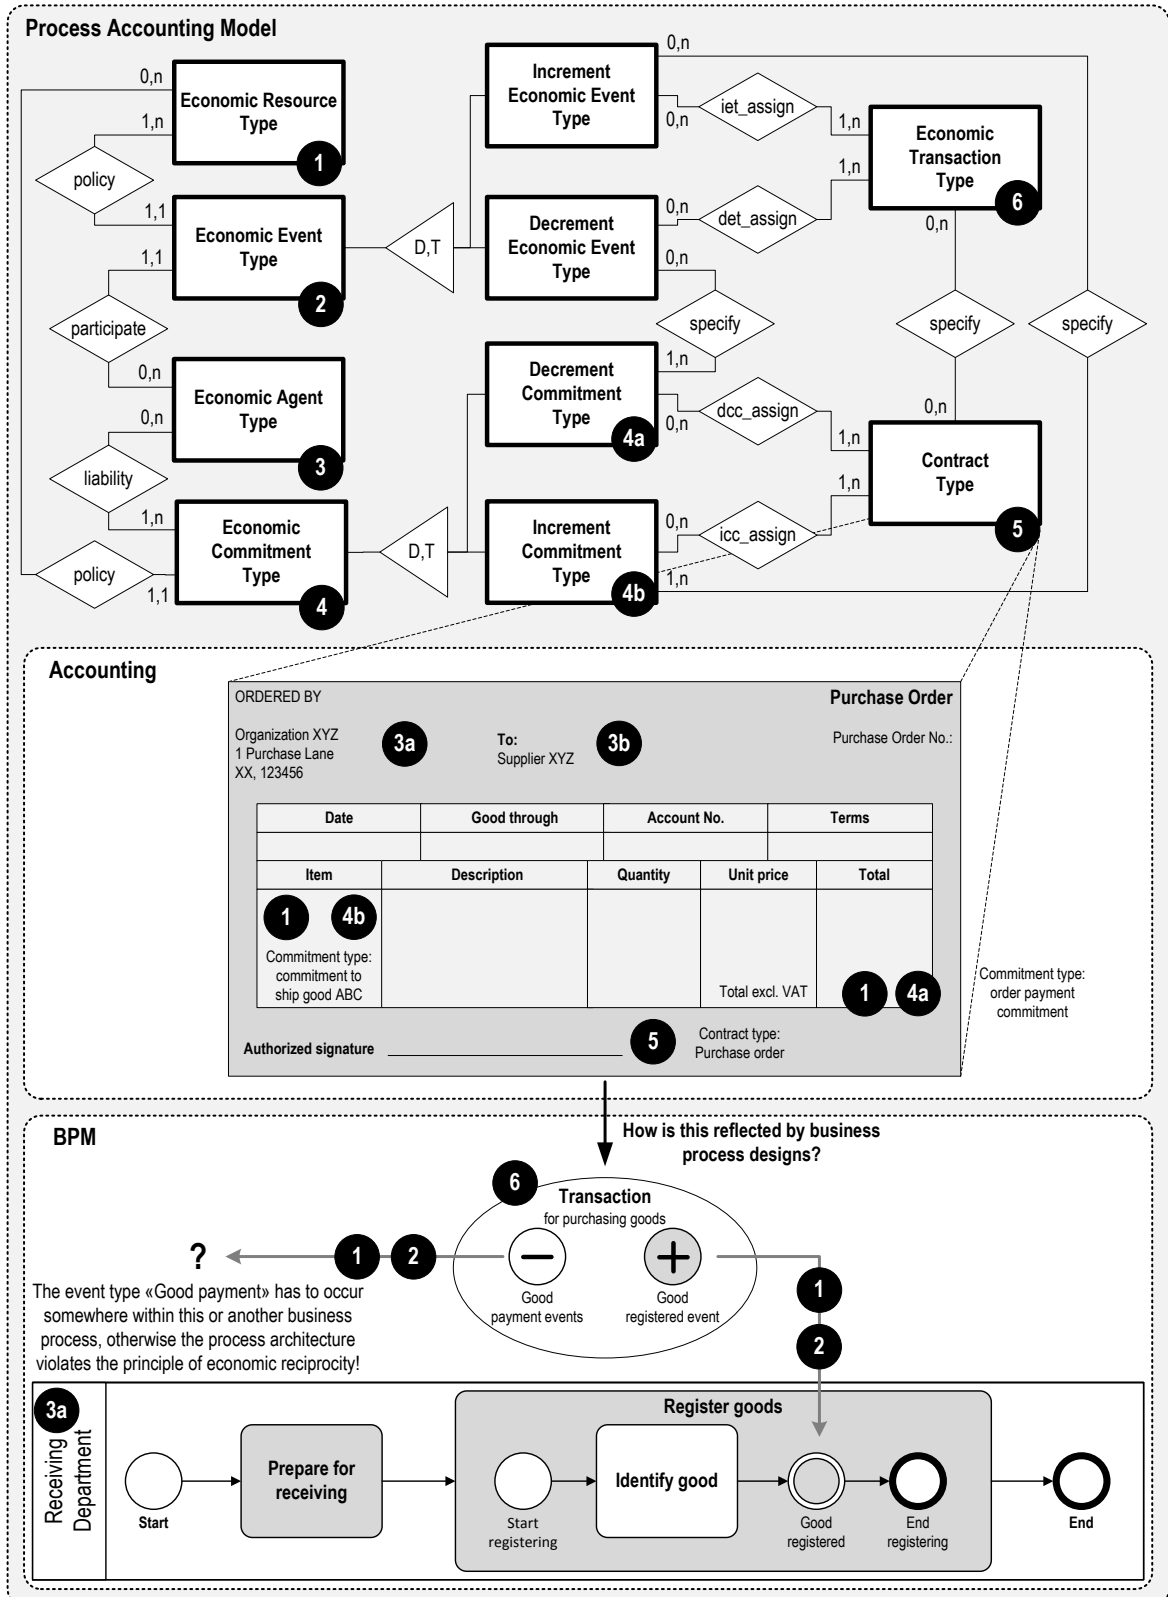 Process Accounting Model
0,n
Economic Resource
Type
1
1,n
policy
1,1
Economic Event
Type
2
1,1
participate
0,n
Economic Agent
Type
3
0,n
liability
1,n
Economic
Commitment
Type
4
policy
1,1
D,T
D,T
Increment
Economic Event
Type
0,n
0,n
iet_assign
1,n
Economic
Transaction
Type
6
Decrement
Economic Event
Type
0,n
det_assign
1,n
0,n
0,n
specify
specify
specify
1,n
Decrement
Commitment
Type
4a
0,n
dcc_assign
1,n
0,n
Contract
Type
5
Increment
Commitment
Type
4b
0,n
icc_assign
1,n
1,n
Accounting
ORDERED BY
Purchase Order
Organization XYZ
1 Purchase Lane
XX, 123456
3a
To:
Supplier XYZ
3b
Purchase Order No.:
Date Good through Account No. Terms
Item Description Quantity Unit price Total
1 4b
Commitment type:
commitment to
ship good ABC
Total excl. VAT
1 4a
Commitment type:
order payment
commitment
Authorized signature
5
Contract type:
Purchase order
BPM
How is this reflected by business
process designs?
6
Transaction
for purchasing goods
Good
payment events
Good
registered event
? 1 2
1
2
The event type «Good payment» has to occur
somewhere within this or another business
process, otherwise the process architecture
violates the principle of economic reciprocity!
3a
Receiving
Department
Start
Prepare for
receiving
Register goods
Start
registering
Identify good
Good
registered
End
registering
End